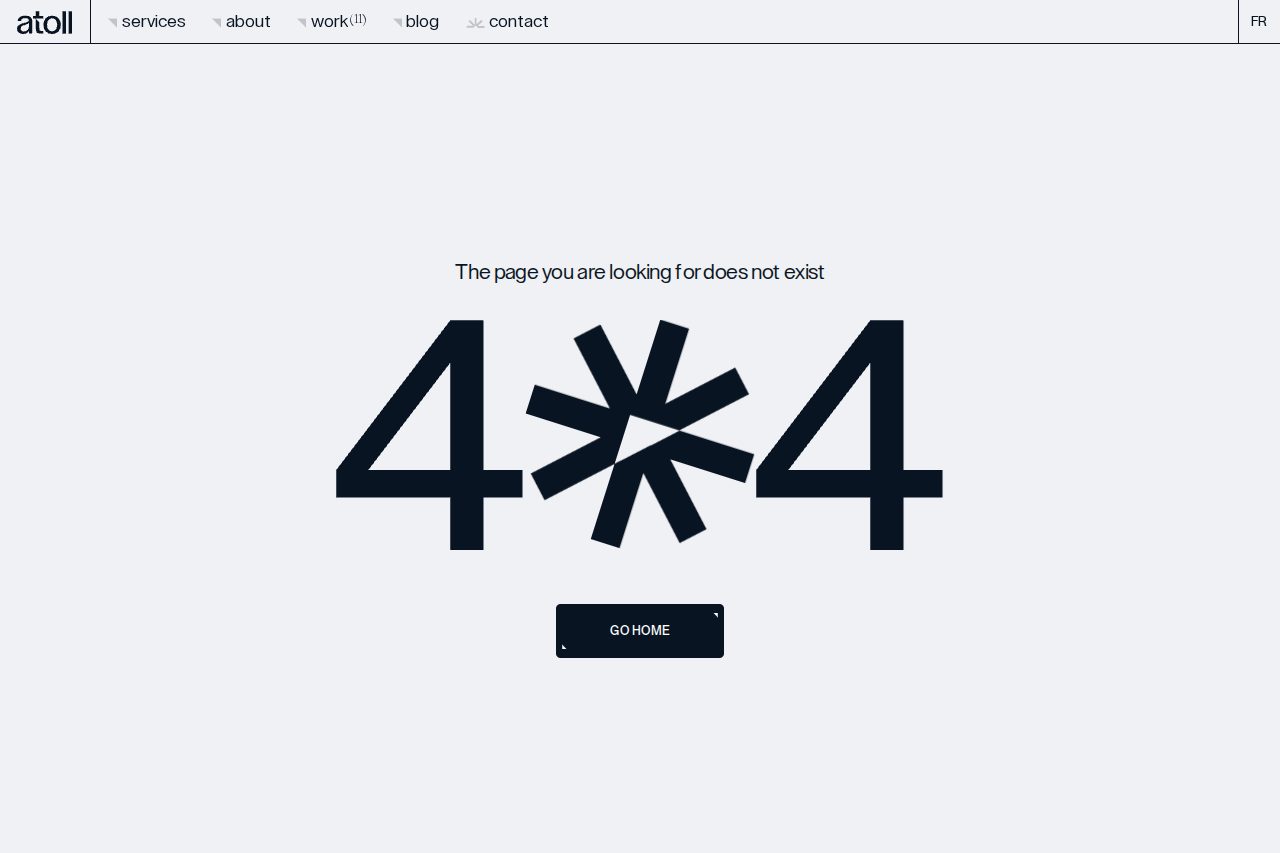 atoll services about work(11) blog contact FR
The page you are looking for does not exist
4 4
GO HOME